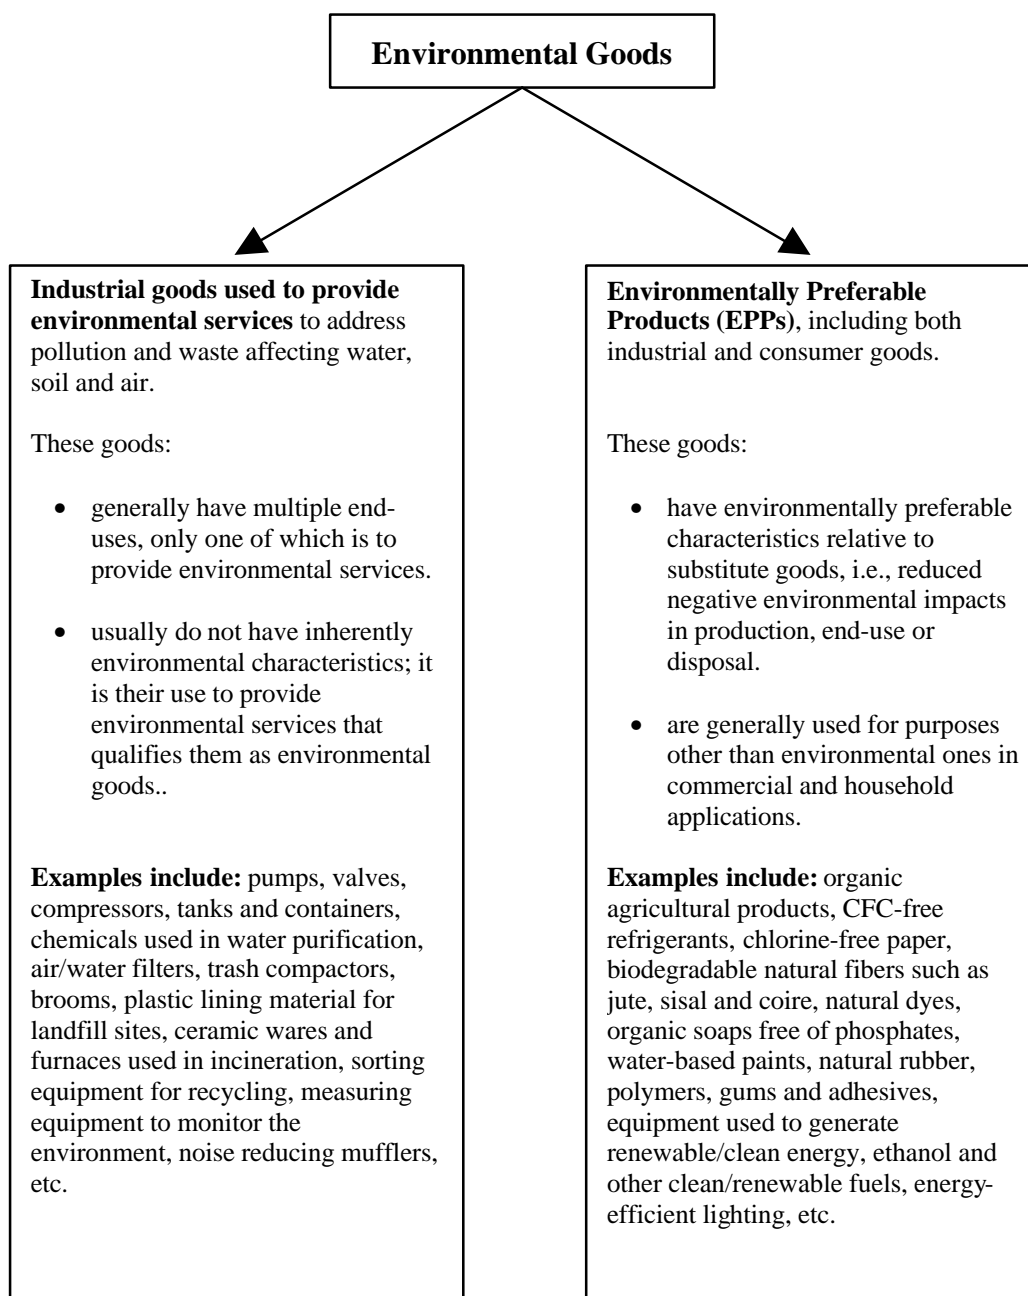 Environmental Goods
Industrial goods used to provide
environmental services to address
pollution and waste affecting water,
soil and air.
These goods:
• generally have multiple end-
uses, only one of which is to
provide environmental services.
• usually do not have inherently
environmental characteristics; it
is their use to provide
environmental services that
qualifies them as environmental
goods..
Examples include: pumps, valves,
compressors, tanks and containers,
chemicals used in water purification,
air/water filters, trash compactors,
brooms, plastic lining material for
landfill sites, ceramic wares and
furnaces used in incineration, sorting
equipment for recycling, measuring
equipment to monitor the
environment, noise reducing mufflers,
etc.
Environmentally Preferable
Products (EPPs), including both
industrial and consumer goods.
These goods:
• have environmentally preferable
characteristics relative to
substitute goods, i.e., reduced
negative environmental impacts
in production, end-use or
disposal.
• are generally used for purposes
other than environmental ones in
commercial and household
applications.
Examples include: organic
agricultural products, CFC-free
refrigerants, chlorine-free paper,
biodegradable natural fibers such as
jute, sisal and coire, natural dyes,
organic soaps free of phosphates,
water-based paints, natural rubber,
polymers, gums and adhesives,
equipment used to generate
renewable/clean energy, ethanol and
other clean/renewable fuels, energy-
efficient lighting, etc.